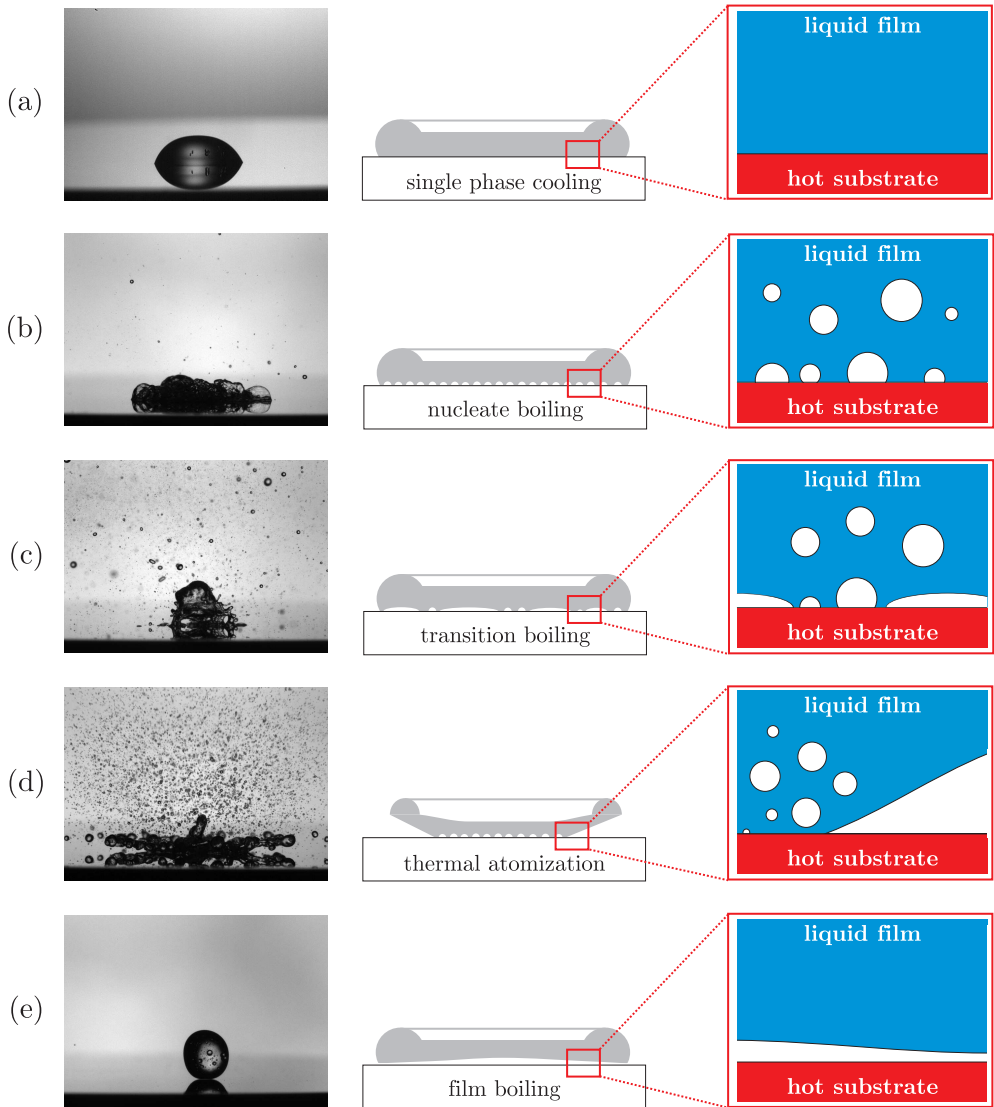 (a)
single phase cooling
liquid film
hot substrate
(b)
nucleate boiling
liquid film
hot substrate
(c)
transition boiling
liquid film
hot substrate
(d)
thermal atomization
liquid film
hot substrate
(e)
film boiling
liquid film
hot substrate